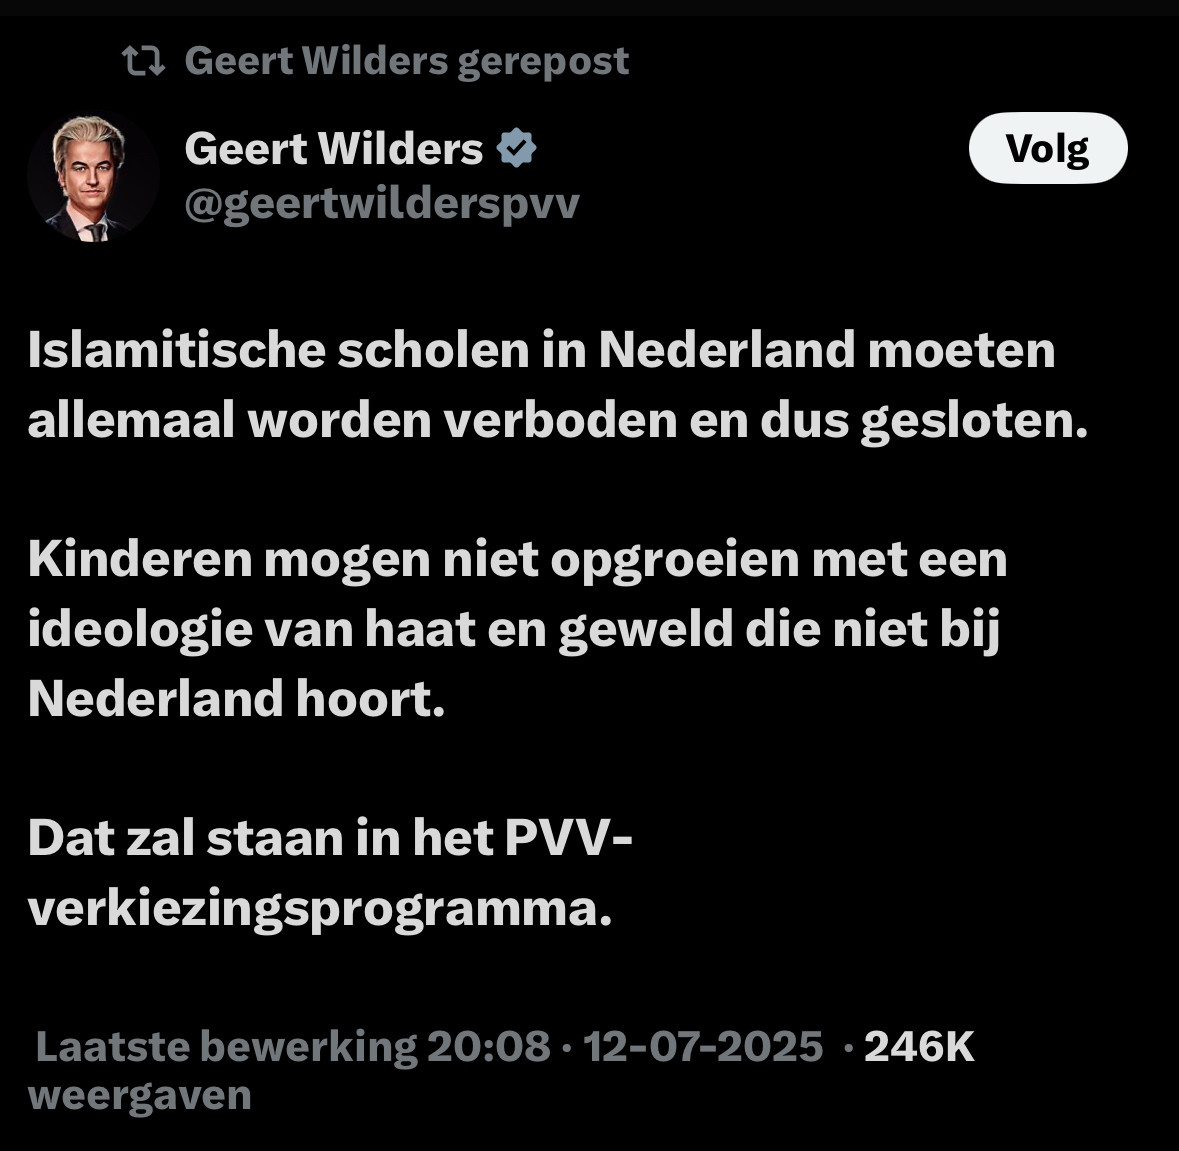 Geert Wilders gerepost
Geert Wilders
@geertwilderspvv
Volg
Islamitische scholen in Nederland moeten
allemaal worden verboden en dus gesloten.
Kinderen mogen niet opgroeien met een
ideologie van haat en geweld die niet bij
Nederland hoort.
Dat zal staan in het PVV-
verkiezingsprogramma.
Laatste bewerking 20:08 · 12-07-2025 · 246K
weergaven